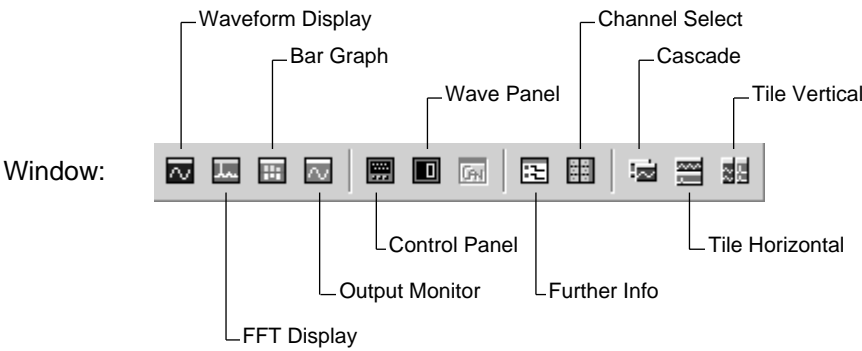 Waveform Display
Channel Select
Bar Graph
Cascade
Wave Panel
Tile Vertical
Window:
CAN
Control Panel
Tile Horizontal
Output Monitor
Further Info
FFT Display